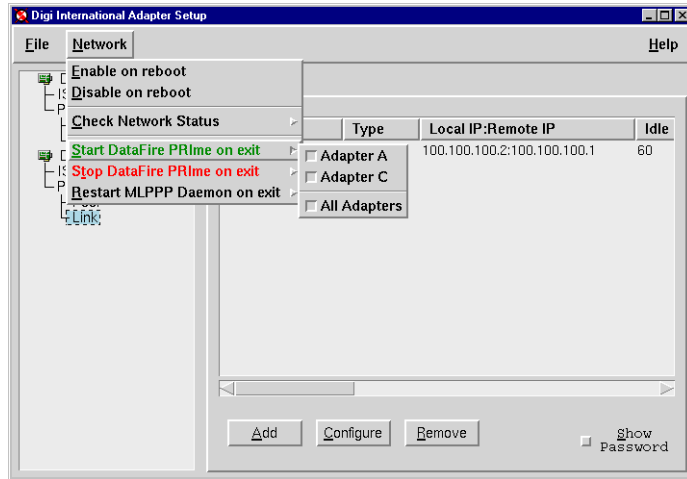 Digi International Adapter Setup
File Network Help
Enable on reboot
Disable on reboot
Check Network Status
Start DataFire PRIme on exit
Stop DataFire PRIme on exit
Restart MLPPP Daemon on exit
Adapter A
Adapter C
All Adapters
Type Local IP:Remote IP Idle
100.100.100.2:100.100.100.1 60
Link
Add Configure Remove
Show
Password